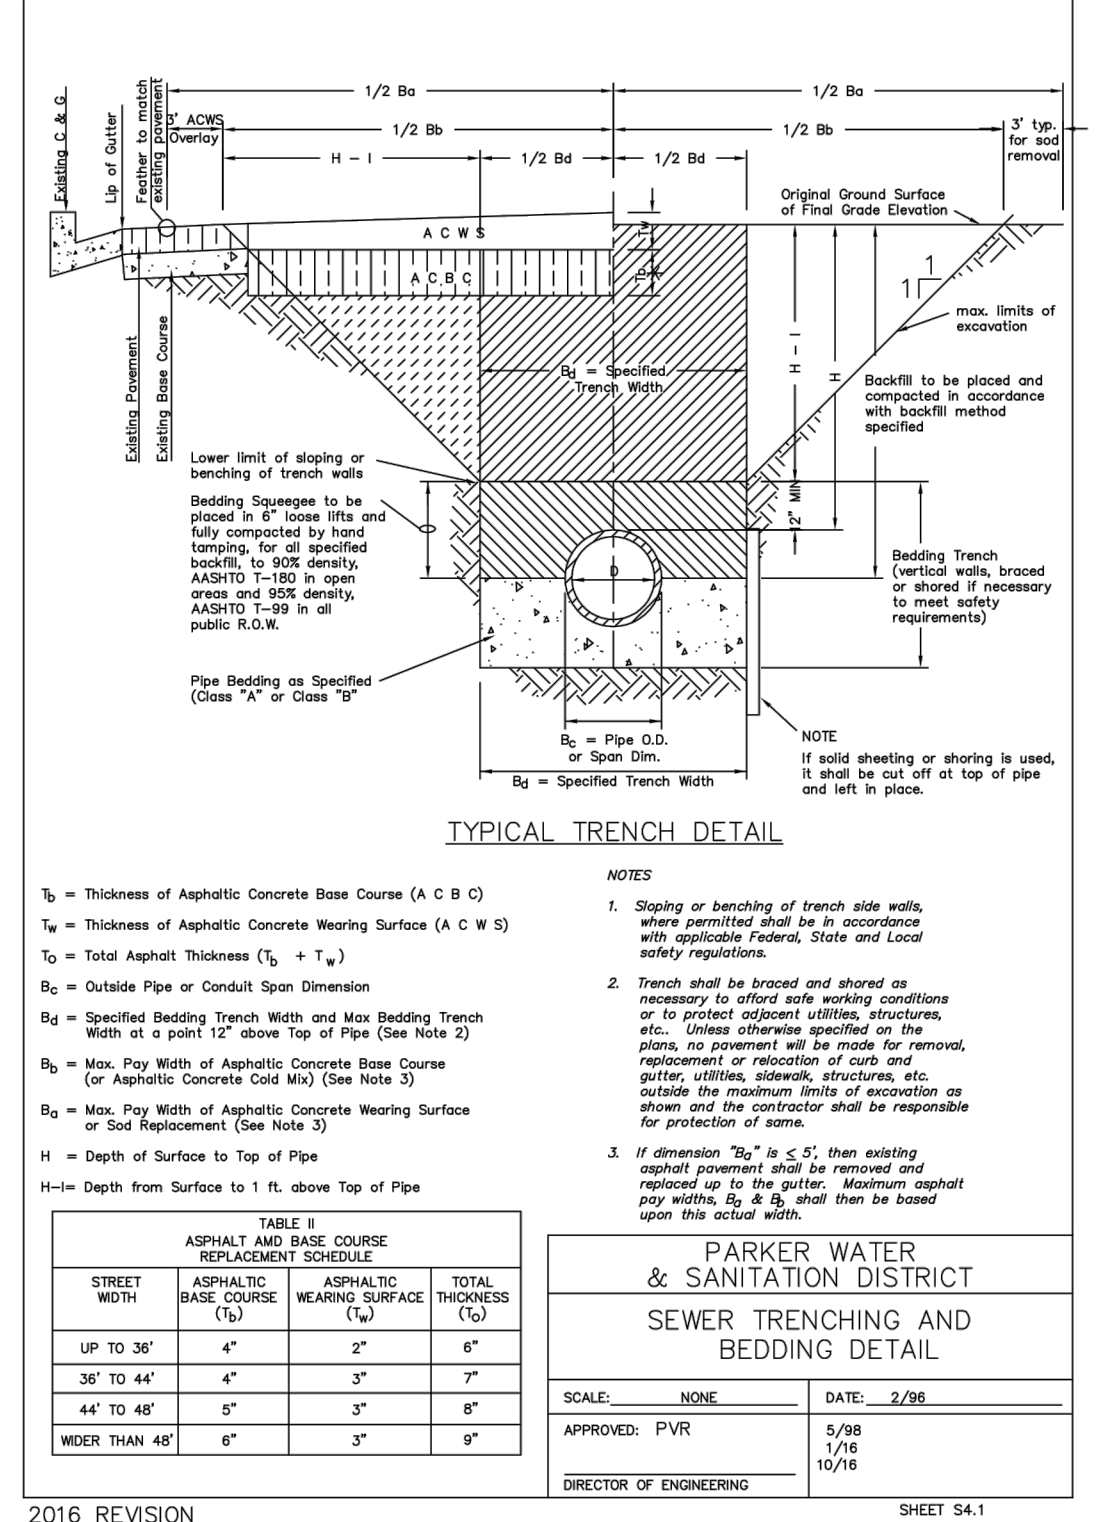 1/2 Ba
1/2 Ba
3' ACWS
Overlay
1/2 Bb
1/2 Bb
3' typ.
for sod
removal
H – I
1/2 Bd
1/2 Bd
Existing C & G
Lip of Gutter
Feather to match
existing pavement
Original Ground Surface
of Final Grade Elevation
A C W S
Tw
A C B C
Tb
1
1
max. limits of
excavation
Existing Pavement
Existing Base Course
Bd = Specified
Trench Width
H – I
H
Backfill to be placed and
compacted in accordance
with backfill method
specified
Lower limit of sloping or
benching of trench walls
Bedding Squeegee to be
placed in 6" loose lifts and
fully compacted by hand
tamping, for all specified
backfill, to 90% density,
AASHTO T–180 in open
areas and 95% density,
AASHTO T–99 in all
public R.O.W.
12" MIN
D
Bedding Trench
(vertical walls, braced
or shored if necessary
to meet safety
requirements)
Pipe Bedding as Specified
(Class "A" or Class "B"
Bc = Pipe O.D.
or Span Dim.
Bd = Specified Trench Width
NOTE
If solid sheeting or shoring is used,
it shall be cut off at top of pipe
and left in place.
TYPICAL TRENCH DETAIL
Tb = Thickness of Asphaltic Concrete Base Course (A C B C)
Tw = Thickness of Asphaltic Concrete Wearing Surface (A C W S)
To = Total Asphalt Thickness (Tb + Tw)
Bc = Outside Pipe or Conduit Span Dimension
Bd = Specified Bedding Trench Width and Max Bedding Trench
Width at a point 12" above Top of Pipe (See Note 2)
Bb = Max. Pay Width of Asphaltic Concrete Base Course
(or Asphaltic Concrete Cold Mix) (See Note 3)
Ba = Max. Pay Width of Asphaltic Concrete Wearing Surface
or Sod Replacement (See Note 3)
H = Depth of Surface to Top of Pipe
H–I= Depth from Surface to 1 ft. above Top of Pipe
NOTES
1. Sloping or benching of trench side walls,
where permitted shall be in accordance
with applicable Federal, State and Local
safety regulations.
2. Trench shall be braced and shored as
necessary to afford safe working conditions
or to protect adjacent utilities, structures,
etc.. Unless otherwise specified on the
plans, no pavement will be made for removal,
replacement or relocation of curb and
gutter, utilities, sidewalk, structures, etc.
outside the maximum limits of excavation as
shown and the contractor shall be responsible
for protection of same.
3. If dimension "Ba" is ≤ 5', then existing
asphalt pavement shall be removed and
replaced up to the gutter. Maximum asphalt
pay widths, Ba & Bb shall then be based
upon this actual width.
TABLE II
ASPHALT AMD BASE COURSE
REPLACEMENT SCHEDULE
STREET WIDTH ASPHALTIC BASE COURSE (Tb) ASPHALTIC WEARING SURFACE (Tw) TOTAL THICKNESS (To)
UP TO 36' 4" 2" 6"
36' TO 44' 4" 3" 7"
44' TO 48' 5" 3" 8"
WIDER THAN 48' 6" 3" 9"
PARKER WATER
& SANITATION DISTRICT
SEWER TRENCHING AND
BEDDING DETAIL
SCALE: NONE
DATE: 2/96
APPROVED: PVR
5/98
1/16
10/16
DIRECTOR OF ENGINEERING
2016 REVISION
SHEET S4.1